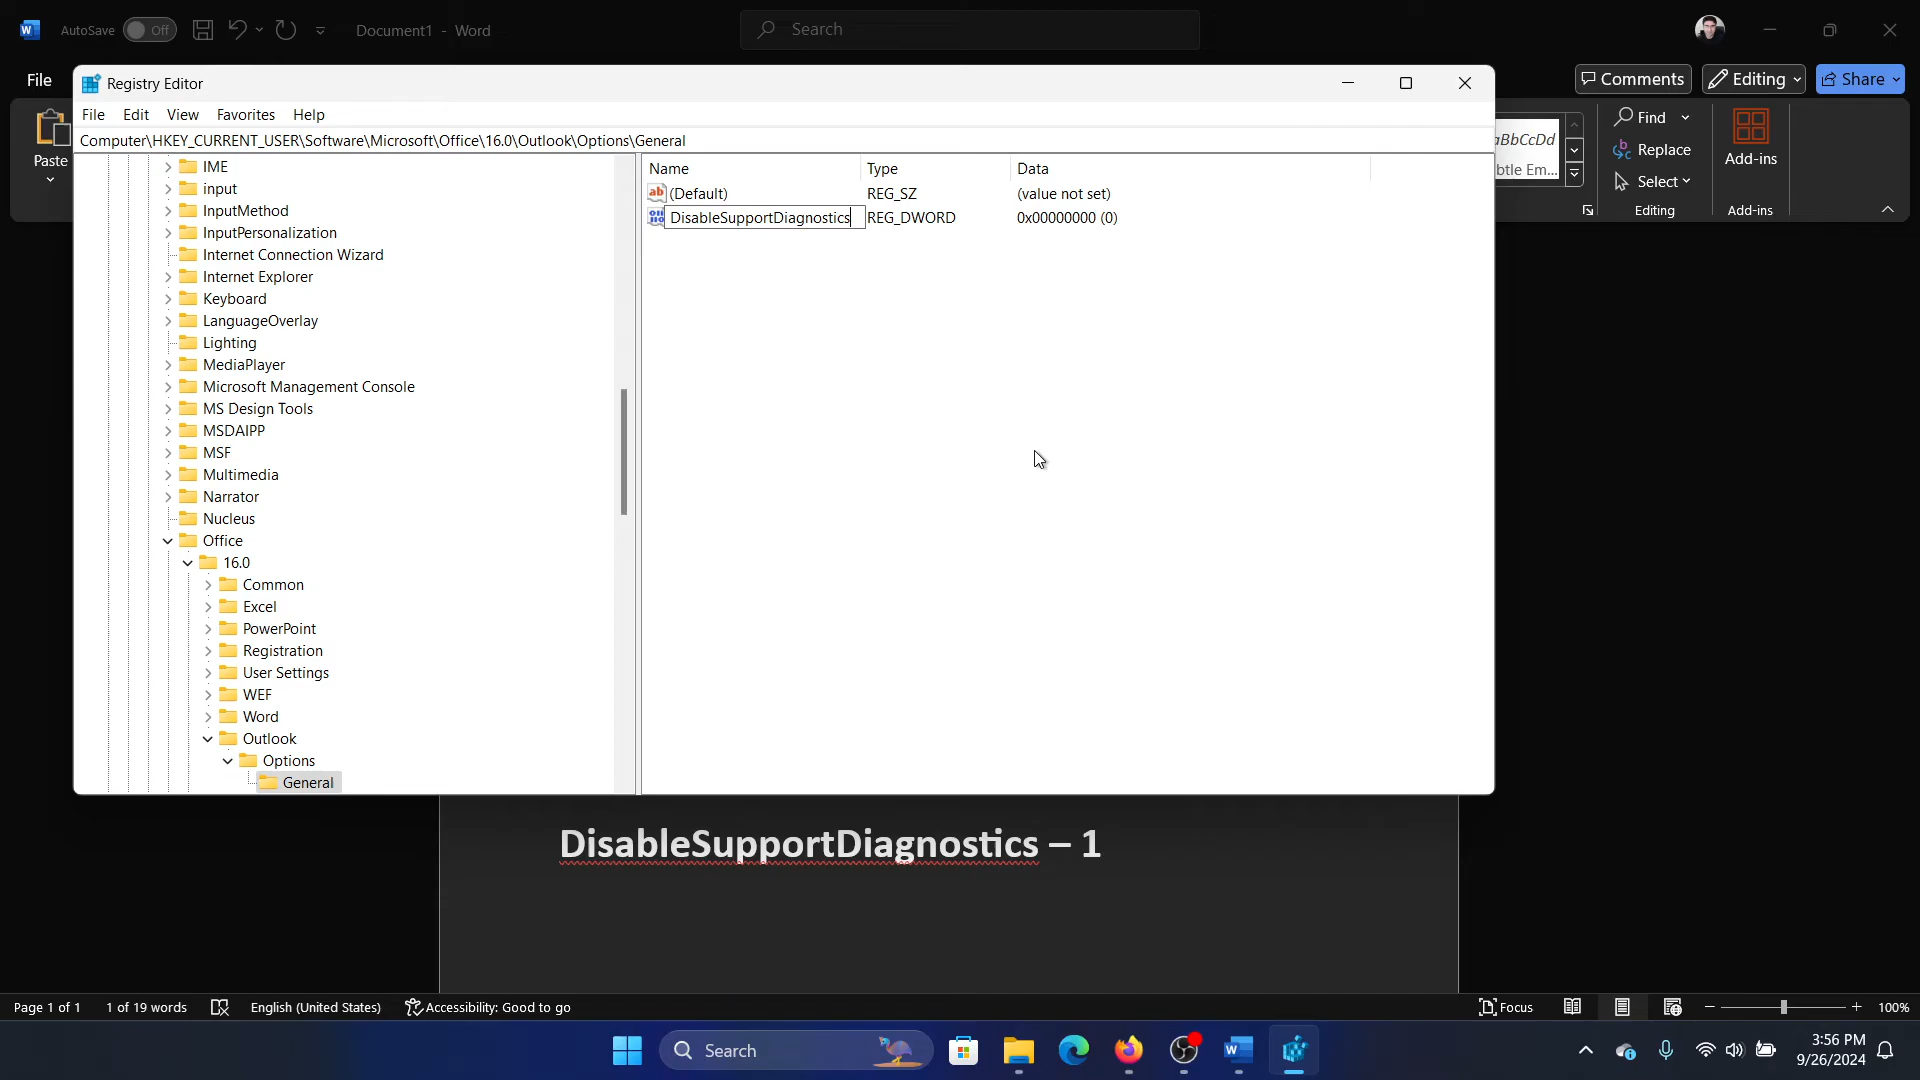 AutoSave Off Document1 - Word Search
File Comments Editing Share
Registry Editor
File Edit View Favorites Help
Computer\HKEY_CURRENT_USER\Software\Microsoft\Office\16.0\Outlook\Options\General
Paste
Name Type Data
(Default) REG_SZ (value not set)
DisableSupportDiagnostics REG_DWORD 0x00000000 (0)
IME
input
InputMethod
InputPersonalization
Internet Connection Wizard
Internet Explorer
Keyboard
LanguageOverlay
Lighting
MediaPlayer
Microsoft Management Console
MS Design Tools
MSDAIPP
MSF
Multimedia
Narrator
Nucleus
Office
16.0
Common
Excel
PowerPoint
Registration
User Settings
WEF
Word
Outlook
Options
General
aBbCcDd
btle Em...
Find
Replace
Select
Editing
Add-ins
Add-ins
DisableSupportDiagnostics – 1
Page 1 of 1 1 of 19 words English (United States) Accessibility: Good to go Focus 100%
Search
3:56 PM
9/26/2024